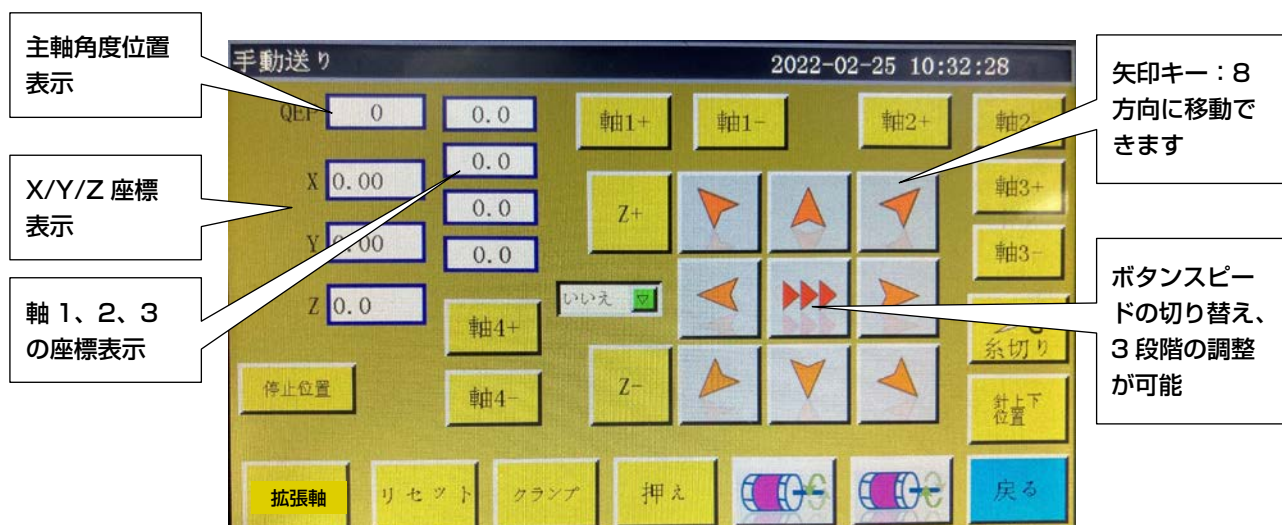 主軸角度位置
表示
X/Y/Z 座標
表示
軸 1、2、3
の座標表示
手動送り
2022-02-25 10:32:28
QEP 0 0.0 軸1+ 軸1- 軸2+ 軸2-
0.0
X 0.00 Z+ 軸3+
0.0
Y 0.00 0.0 軸3-
Z 0.0 いいえ
軸4+ 糸切り
停止位置 軸4- Z- 針上下
位置
拡張軸 リセット クランプ 押え 戻る
矢印キー：8
方向に移動で
きます
ボタンスピー
ドの切り替え、
3 段階の調整
が可能